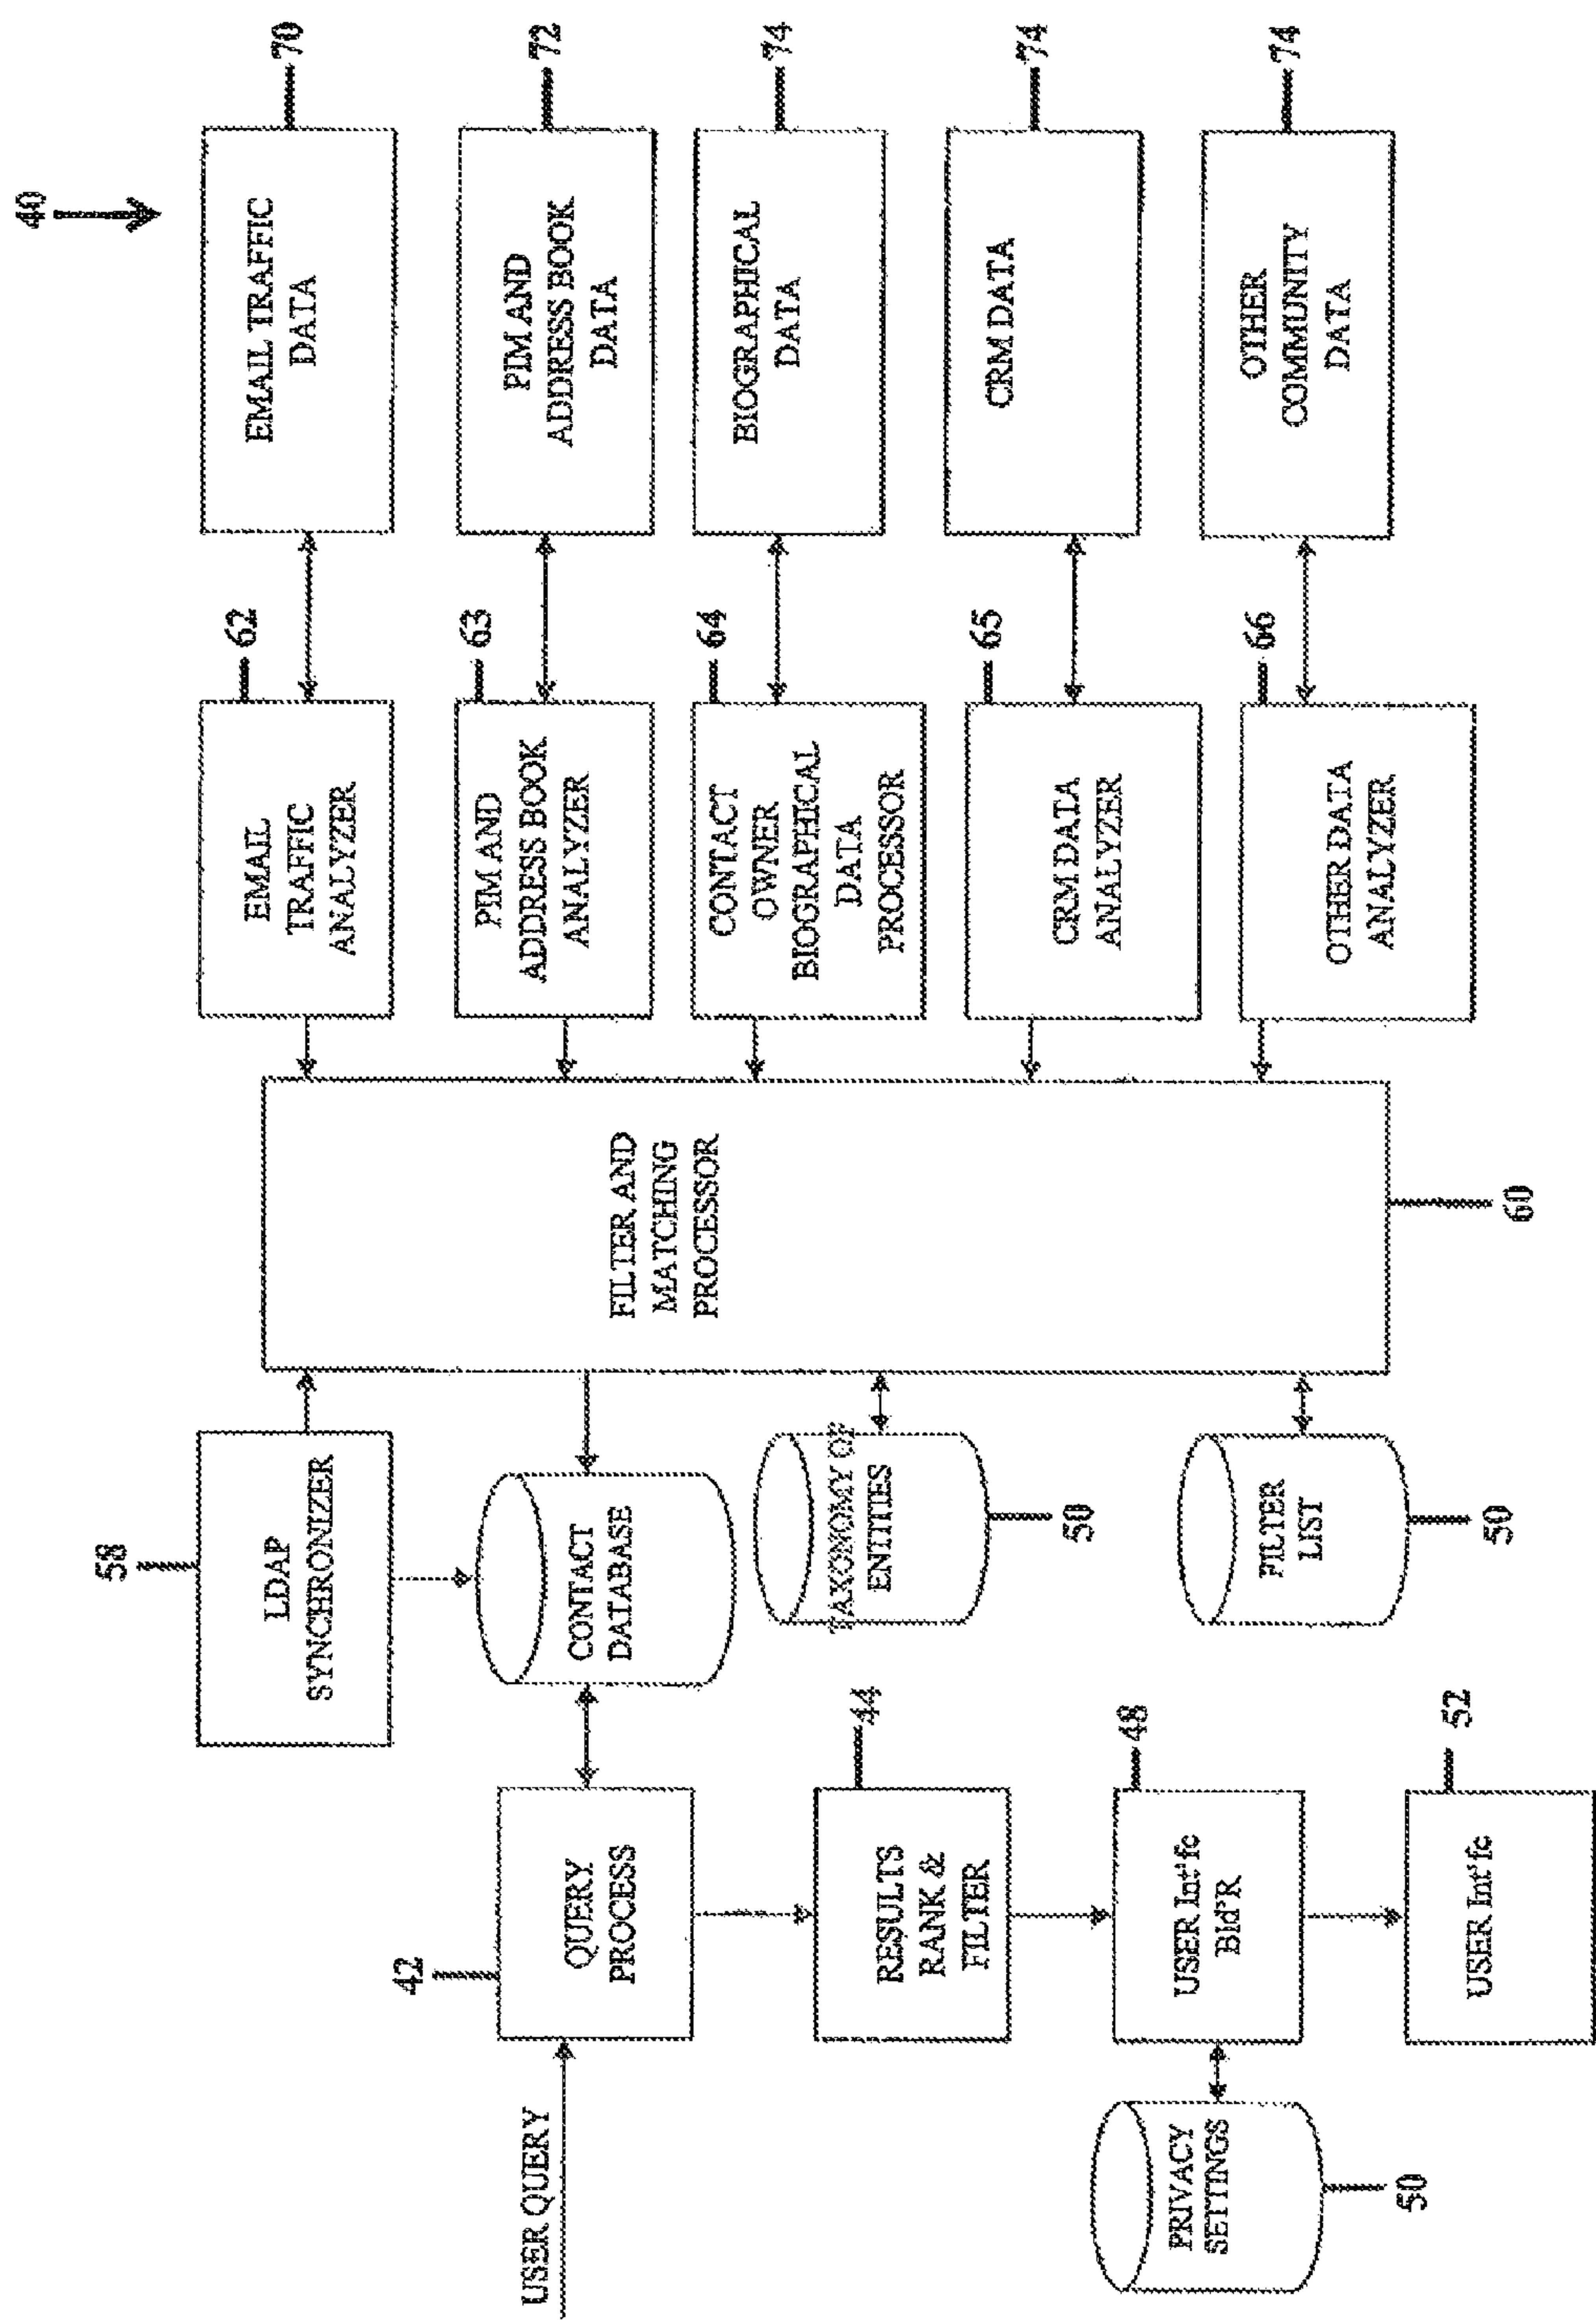 40
EMAIL TRAFFIC
DATA
70
PIM AND
ADDRESS BOOK
DATA
72
BIOGRAPHICAL
DATA
74
CRM DATA
74
OTHER
COMMUNITY
DATA
74
EMAIL
TRAFFIC
ANALYZER
62
PIM AND
ADDRESS BOOK
ANALYZER
63
CONTACT
OWNER
BIOGRAPHICAL
DATA
PROCESSOR
64
CRM DATA
ANALYZER
65
OTHER DATA
ANALYZER
66
FILTER AND
MATCHING
PROCESSOR
60
LDAP
SYNCHRONIZER
58
CONTACT
DATABASE
TAXONOMY OF
ENTITIES
50
FILTER
LIST
50
USER QUERY
QUERY
PROCESS
42
RESULTS
RANK &
FILTER
44
USER Int'fc
Bld'R
48
USER Int'fc
52
PRIVACY
SETTINGS
50